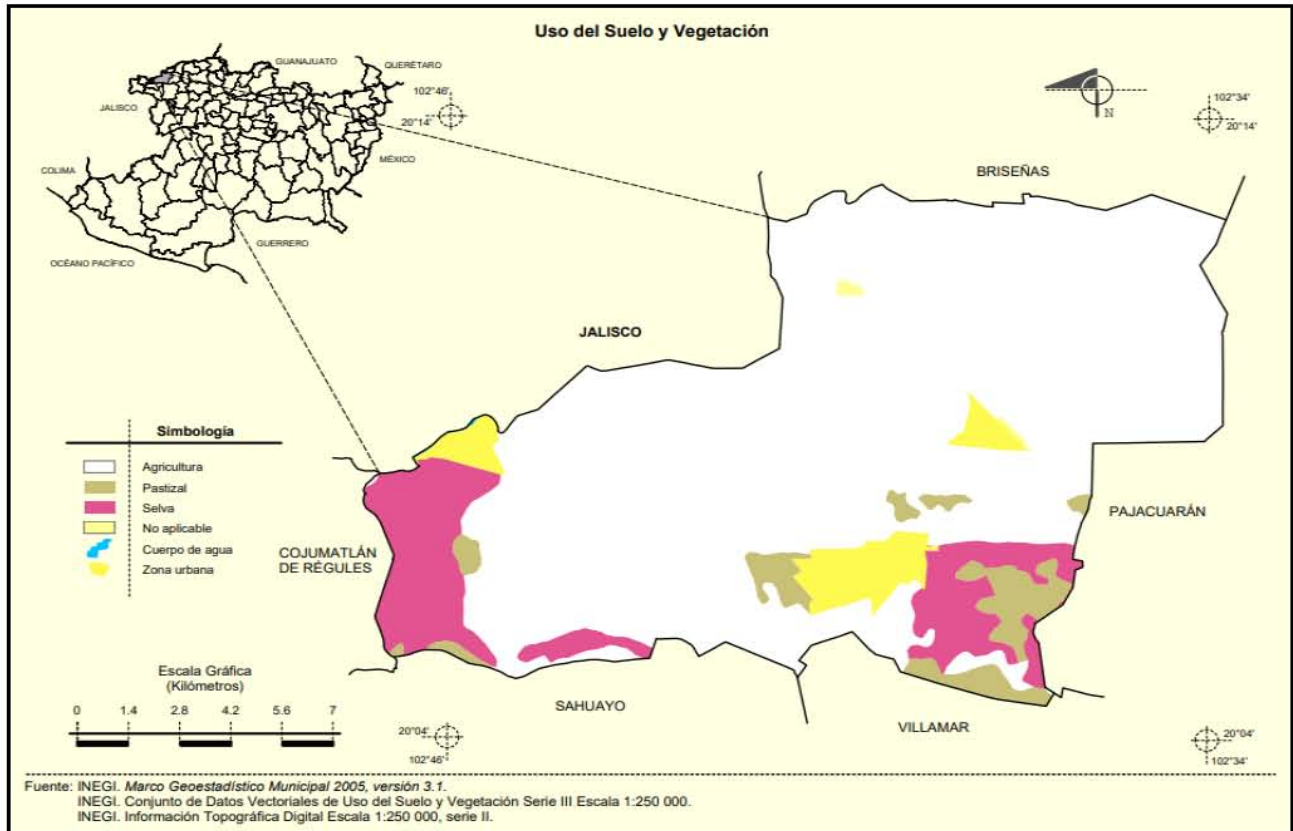 Uso del Suelo y Vegetación
GUANAJUATO
QUERÉTARO
JALISCO
102°46'
20°14'
MÉXICO
COLIMA
GUERRERO
OCÉANO PACÍFICO
N
102°34'
20°14'
BRISEÑAS
JALISCO
Simbología
Agricultura
Pastizal
Selva
No aplicable
Cuerpo de agua
Zona urbana
COJUMATLÁN
DE RÉGULES
PAJACUARÁN
Escala Gráfica
(Kilómetros)
0 1.4 2.8 4.2 5.6 7
SAHUAYO
VILLAMAR
20°04'
102°46'
20°04'
102°34'
Fuente: INEGI. Marco Geoestadístico Municipal 2005, versión 3.1.
INEGI. Conjunto de Datos Vectoriales de Uso del Suelo y Vegetación Serie III Escala 1:250 000.
INEGI. Información Topográfica Digital Escala 1:250 000, serie II.